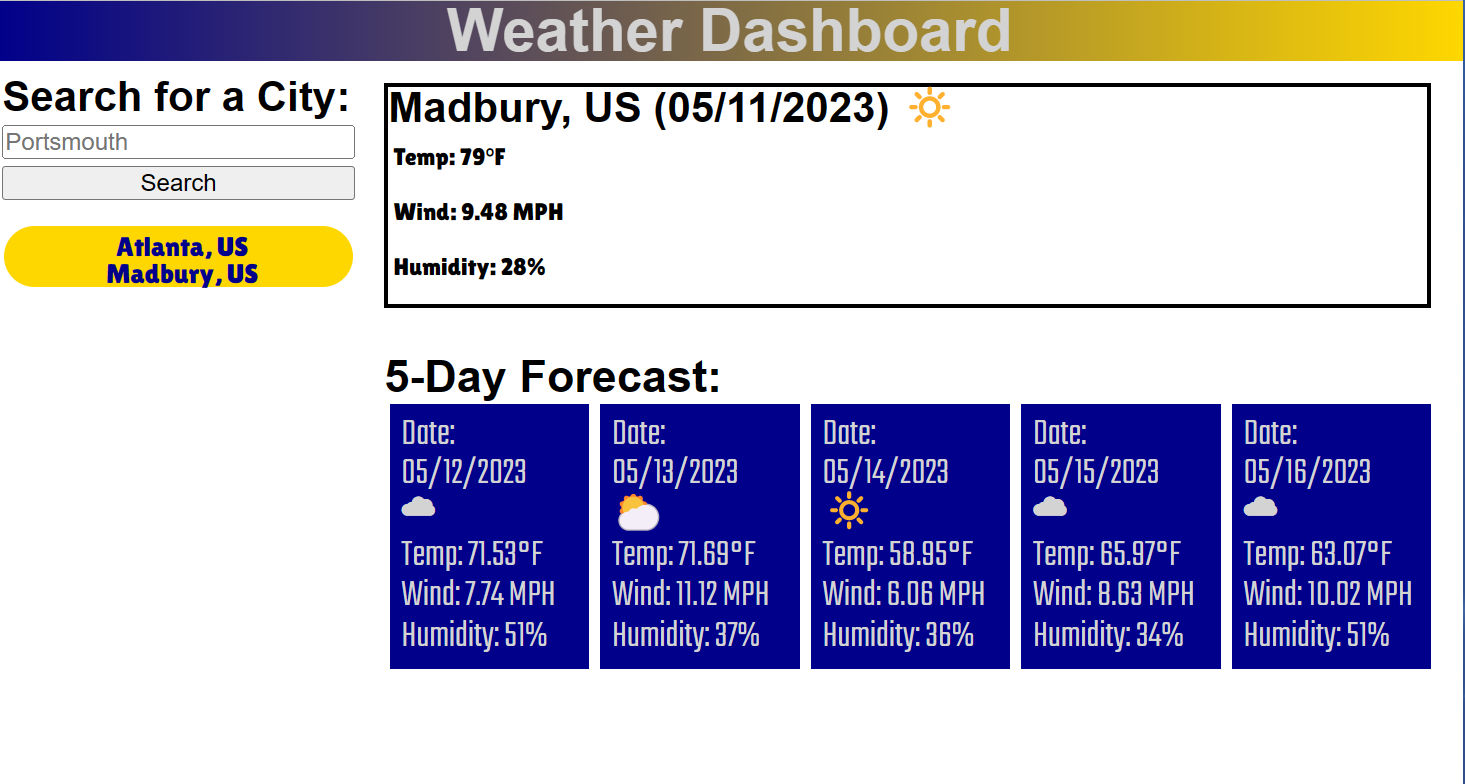 Weather Dashboard
Search for a City:
Portsmouth
Search
Atlanta, US
Madbury, US
Madbury, US (05/11/2023)
Temp: 79°F
Wind: 9.48 MPH
Humidity: 28%
5-Day Forecast:
Date:
05/12/2023
Temp: 71.53°F
Wind: 7.74 MPH
Humidity: 51%
Date:
05/13/2023
Temp: 71.69°F
Wind: 11.12 MPH
Humidity: 37%
Date:
05/14/2023
Temp: 58.95°F
Wind: 6.06 MPH
Humidity: 36%
Date:
05/15/2023
Temp: 65.97°F
Wind: 8.63 MPH
Humidity: 34%
Date:
05/16/2023
Temp: 63.07°F
Wind: 10.02 MPH
Humidity: 51%